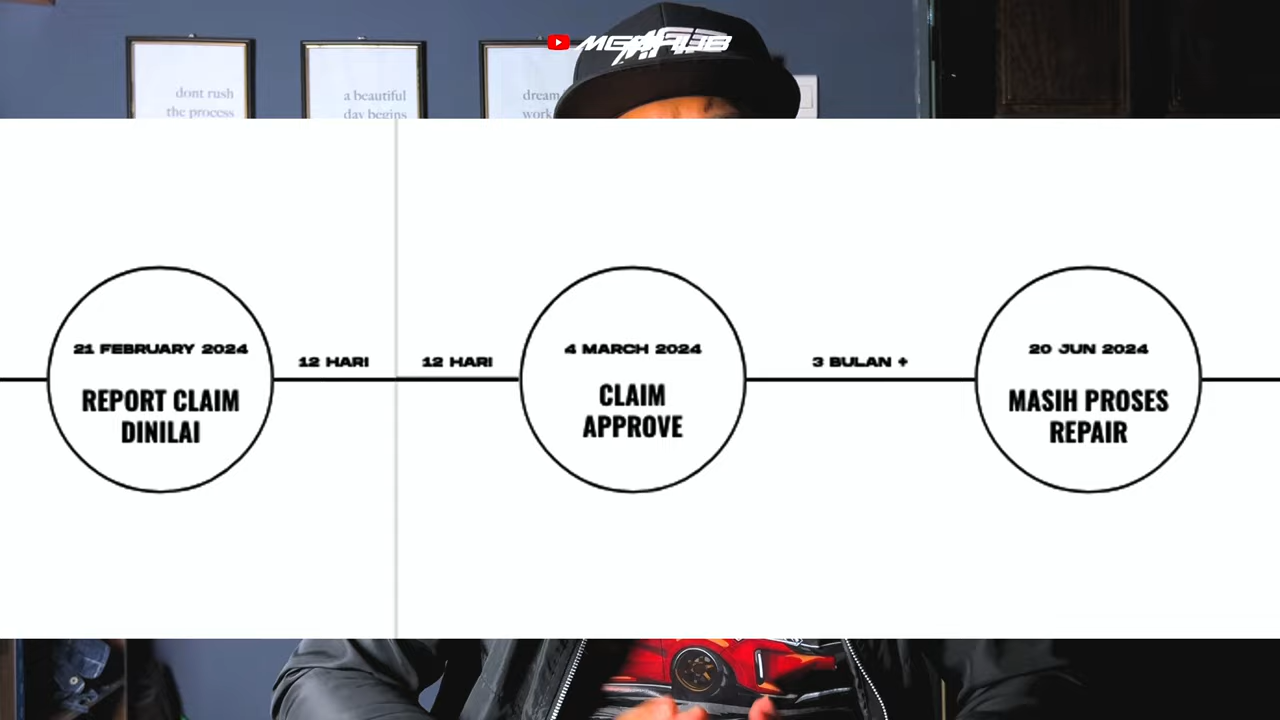 dont rush
the process
a beautiful
day begins
dream
work
21 FEBRUARY 2024
REPORT CLAIM
DINILAI
12 HARI
12 HARI
4 MARCH 2024
CLAIM
APPROVE
3 BULAN +
20 JUN 2024
MASIH PROSES
REPAIR